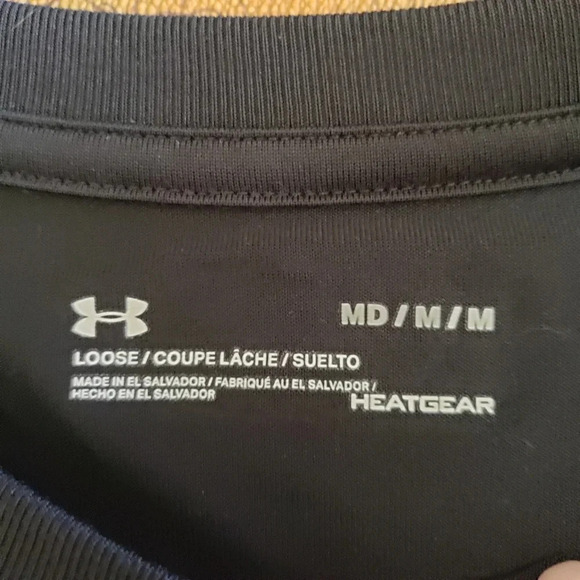 MD / M / M
LOOSE / COUPE LÂCHE / SUELTO
MADE IN EL SALVADOR / FABRIQUÉ AU EL SALVADOR /
HECHO EN EL SALVADOR
HEATGEAR